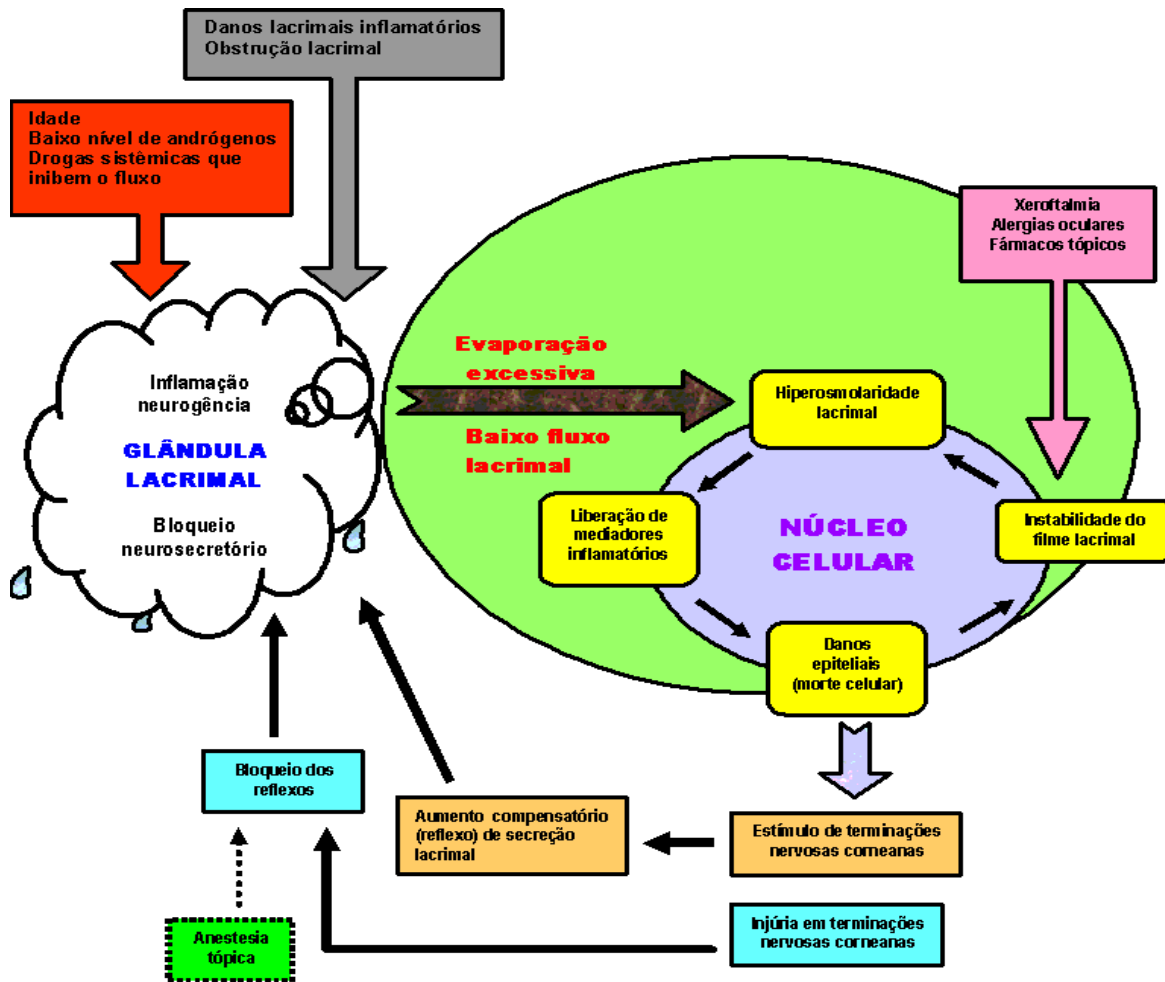 Danos lacrimais inflamatórios
Obstrução lacrimal
Idade
Baixo nível de andrógenos
Drogas sistêmicas que
inibem o fluxo
Xeroftalmia
Alergias oculares
Fármacos tópicos
Inflamação
neurogência
GLÂNDULA
LACRIMAL
Bloqueio
neurosecretório
Evaporação
excessiva
Baixo fluxo
lacrimal
Hiperosmolaridade
lacrimal
Liberação de
mediadores
inflamatórios
NÚCLEO
CELULAR
Instabilidade do
filme lacrimal
Danos
epiteliais
(morte celular)
Bloqueio dos
reflexos
Aumento compensatório
(reflexo) de secreção
lacrimal
Estímulo de terminações
nervosas corneanas
Anestesia
tópica
Injúria em terminações
nervosas corneanas